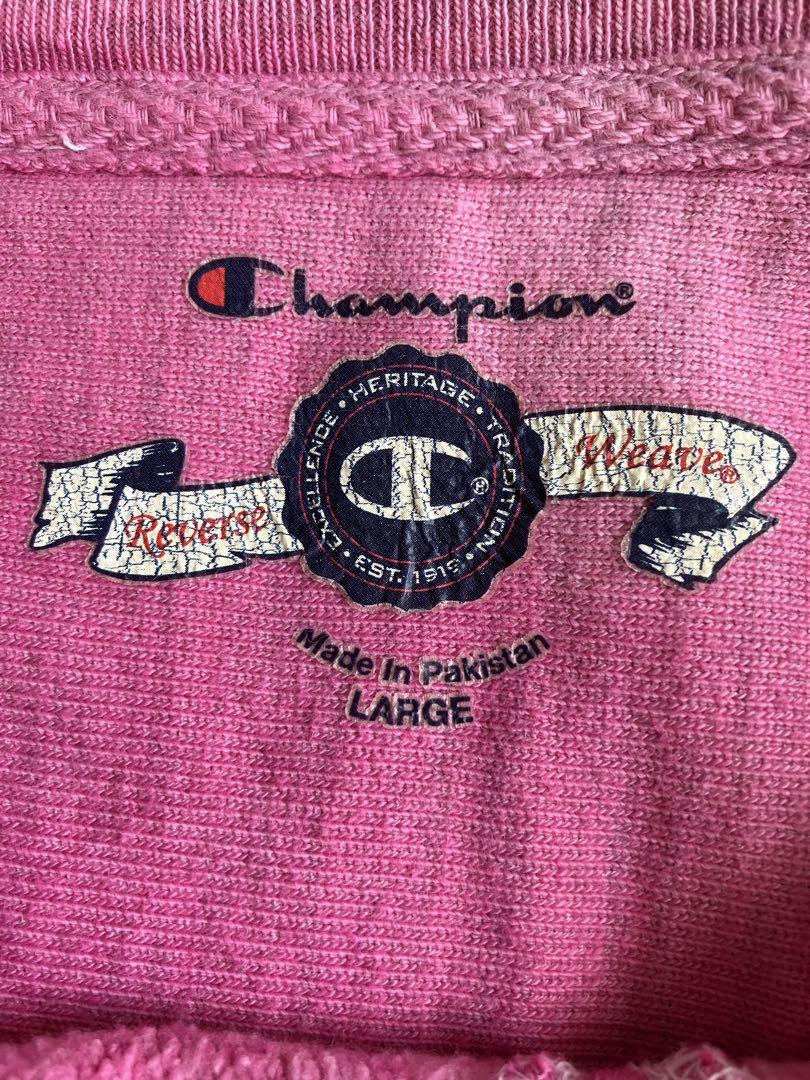 Champion®
EXCELLENCE • HERITAGE • TRADITION • EST. 1919 •
C®
Reverse Weave®
Made In Pakistan
LARGE